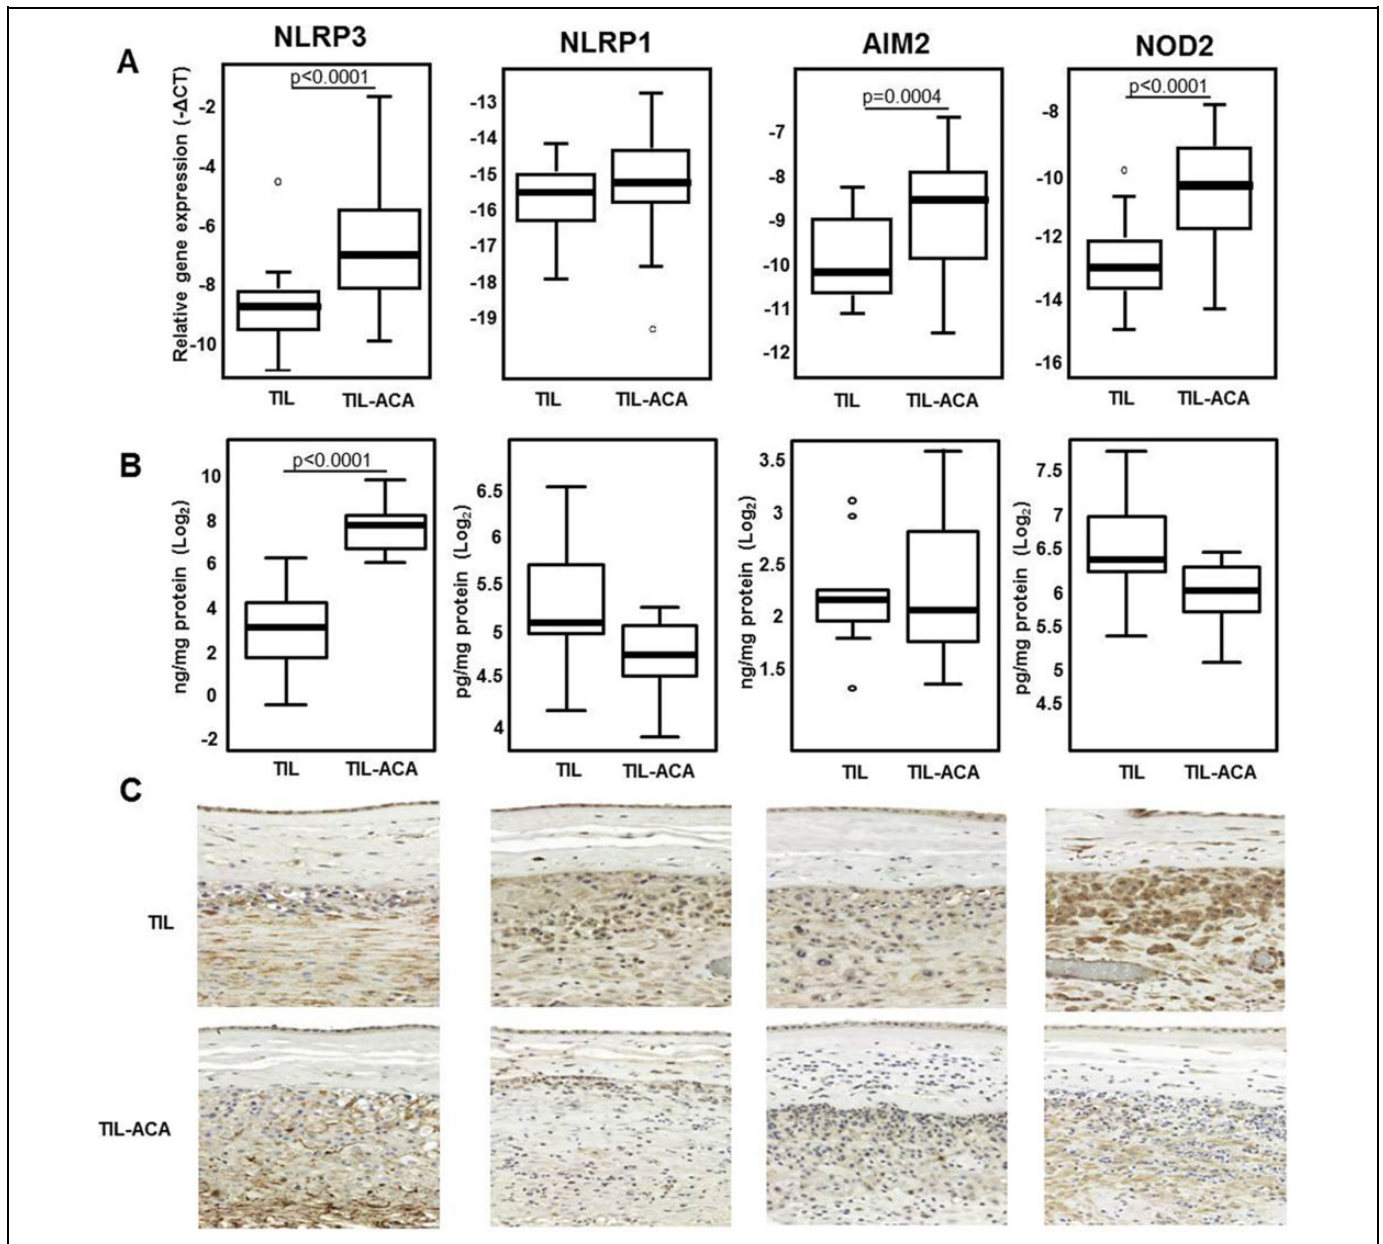 NLRP3 NLRP1 AIM2 NOD2
A
Relative gene expression (-ΔCT)
p<0.0001
-2
-4
-6
-8
-10
TIL TIL-ACA
-13
-14
-15
-16
-17
-18
-19
TIL TIL-ACA
p=0.0004
-7
-8
-9
-10
-11
-12
TIL TIL-ACA
p<0.0001
-8
-10
-12
-14
-16
TIL TIL-ACA
B
ng/mg protein (Log₂)
p<0.0001
10
8
6
4
2
0
-2
TIL TIL-ACA
pg/mg protein (Log₂)
6.5
6
5.5
5
4.5
4
TIL TIL-ACA
ng/mg protein (Log₂)
3.5
3
2.5
2
1.5
TIL TIL-ACA
pg/mg protein (Log₂)
7.5
7
6.5
6
5.5
5
4.5
TIL TIL-ACA
C
TIL
TIL-ACA